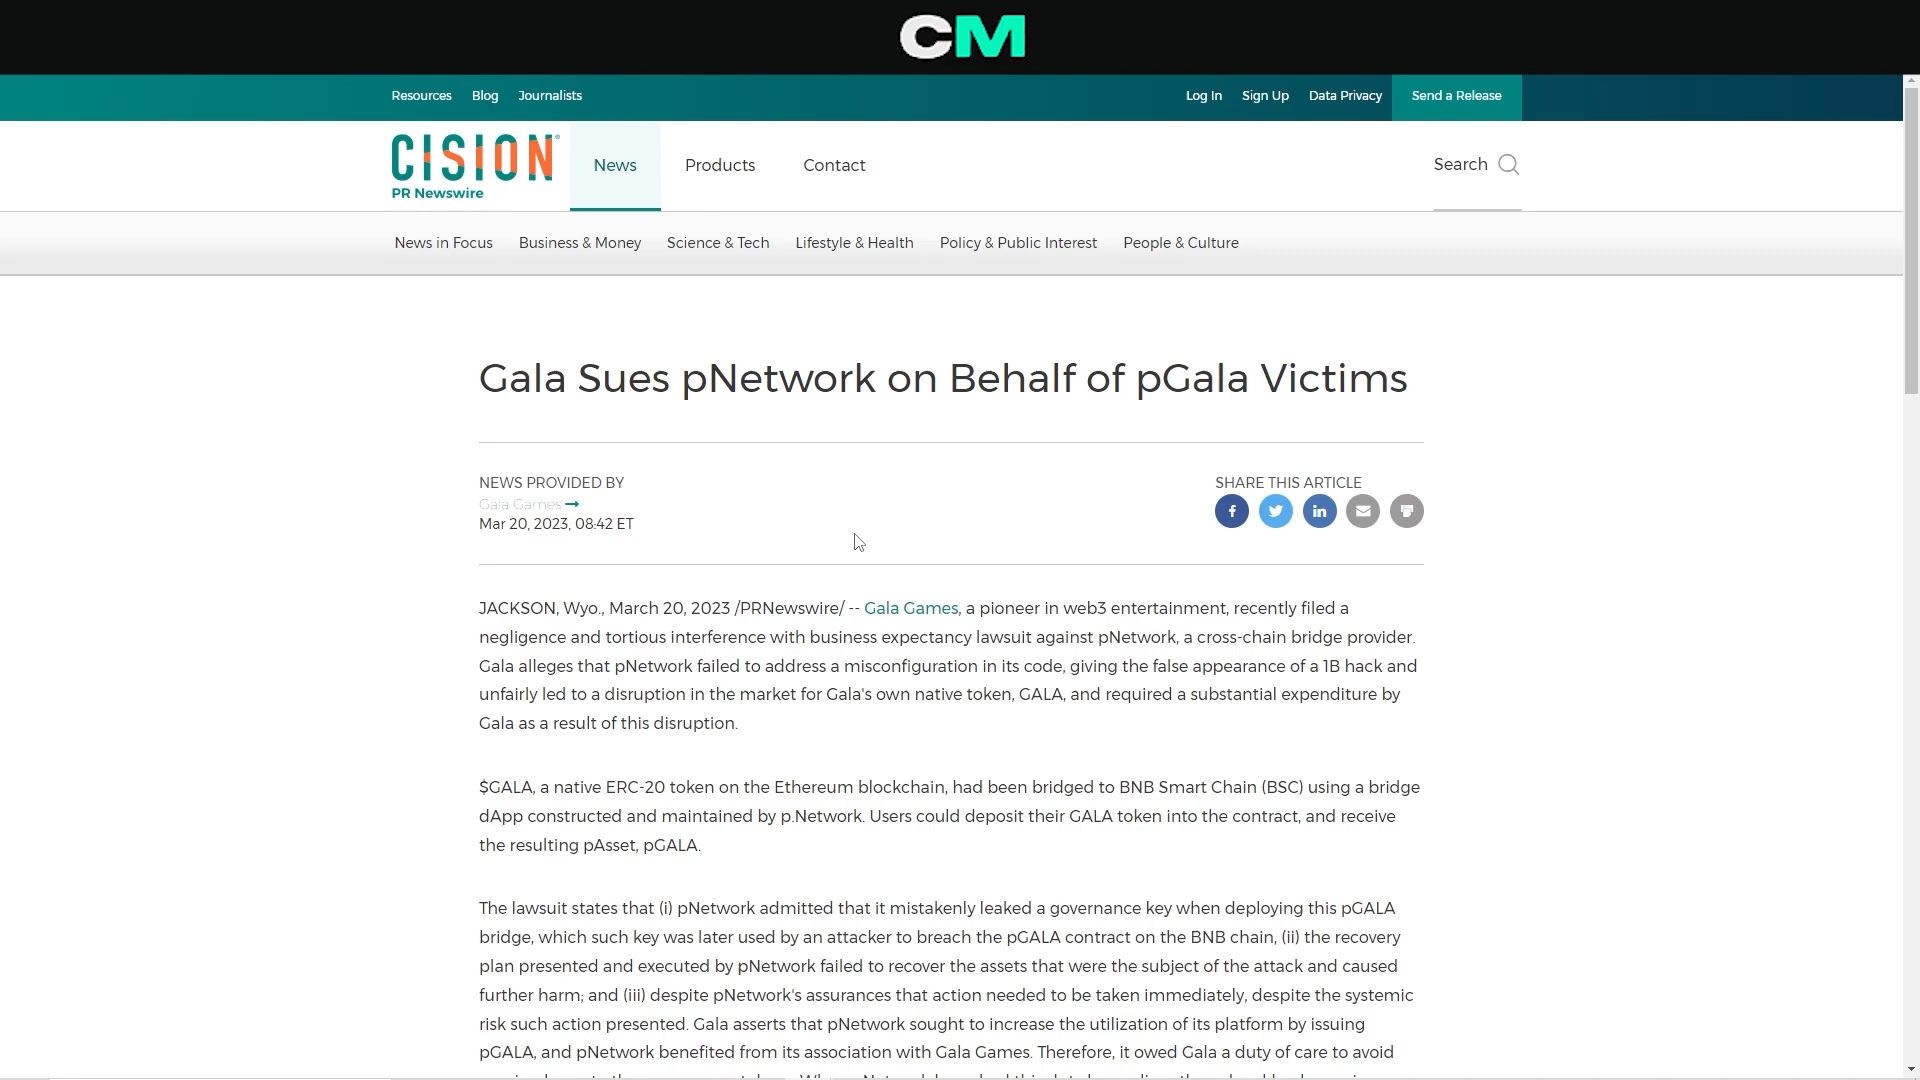 CM
Resources Blog Journalists Log In Sign Up Data Privacy Send a Release
CISION
PR Newswire
News Products Contact Search
News in Focus Business & Money Science & Tech Lifestyle & Health Policy & Public Interest People & Culture
Gala Sues pNetwork on Behalf of pGala Victims
NEWS PROVIDED BY
Gala Games
Mar 20, 2023, 08:42 ET
SHARE THIS ARTICLE
JACKSON, Wyo., March 20, 2023 /PRNewswire/ -- Gala Games, a pioneer in web3 entertainment, recently filed a
negligence and tortious interference with business expectancy lawsuit against pNetwork, a cross-chain bridge provider.
Gala alleges that pNetwork failed to address a misconfiguration in its code, giving the false appearance of a 1B hack and
unfairly led to a disruption in the market for Gala's own native token, GALA, and required a substantial expenditure by
Gala as a result of this disruption.
$GALA, a native ERC-20 token on the Ethereum blockchain, had been bridged to BNB Smart Chain (BSC) using a bridge
dApp constructed and maintained by p.Network. Users could deposit their GALA token into the contract, and receive
the resulting pAsset, pGALA.
The lawsuit states that (i) pNetwork admitted that it mistakenly leaked a governance key when deploying this pGALA
bridge, which such key was later used by an attacker to breach the pGALA contract on the BNB chain, (ii) the recovery
plan presented and executed by pNetwork failed to recover the assets that were the subject of the attack and caused
further harm; and (iii) despite pNetwork's assurances that action needed to be taken immediately, despite the systemic
risk such action presented. Gala asserts that pNetwork sought to increase the utilization of its platform by issuing
pGALA, and pNetwork benefited from its association with Gala Games. Therefore, it owed Gala a duty of care to avoid